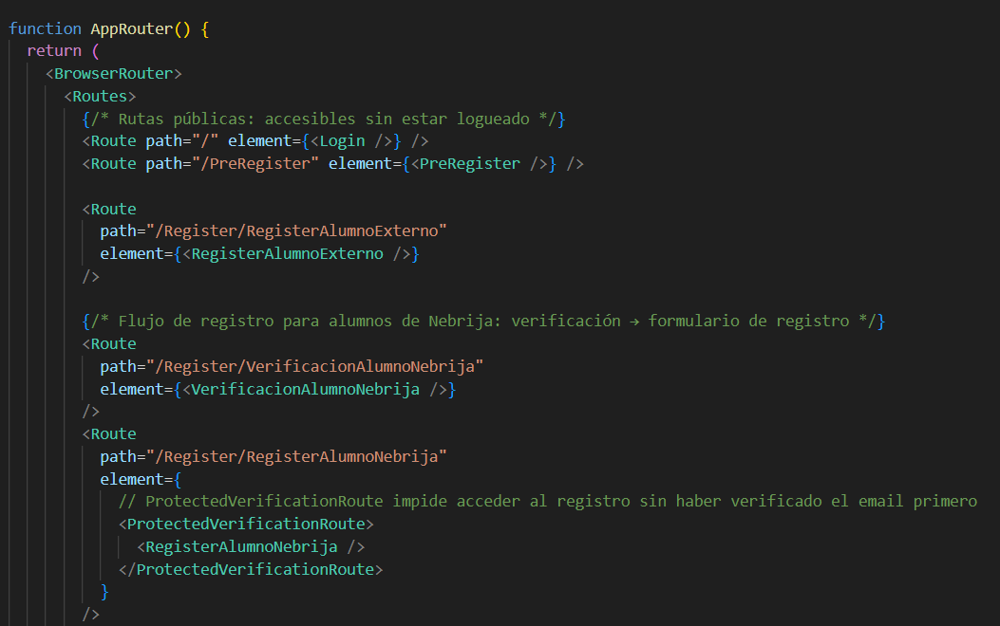 function AppRouter() {
return (
<BrowserRouter>
<Routes>
{/* Rutas públicas: accesibles sin estar logueado */}
<Route path="/" element={<Login />} />
<Route path="/PreRegister" element={<PreRegister />} />
<Route
path="/Register/RegisterAlumnoExterno"
element={<RegisterAlumnoExterno />}
/>
{/* Flujo de registro para alumnos de Nebrija: verificación → formulario de registro */}
<Route
path="/Register/VerificacionAlumnoNebrija"
element={<VerificacionAlumnoNebrija />}
/>
<Route
path="/Register/RegisterAlumnoNebrija"
element={
// ProtectedVerificationRoute impide acceder al registro sin haber verificado el email primero
<ProtectedVerificationRoute>
<RegisterAlumnoNebrija />
</ProtectedVerificationRoute>
}
/>